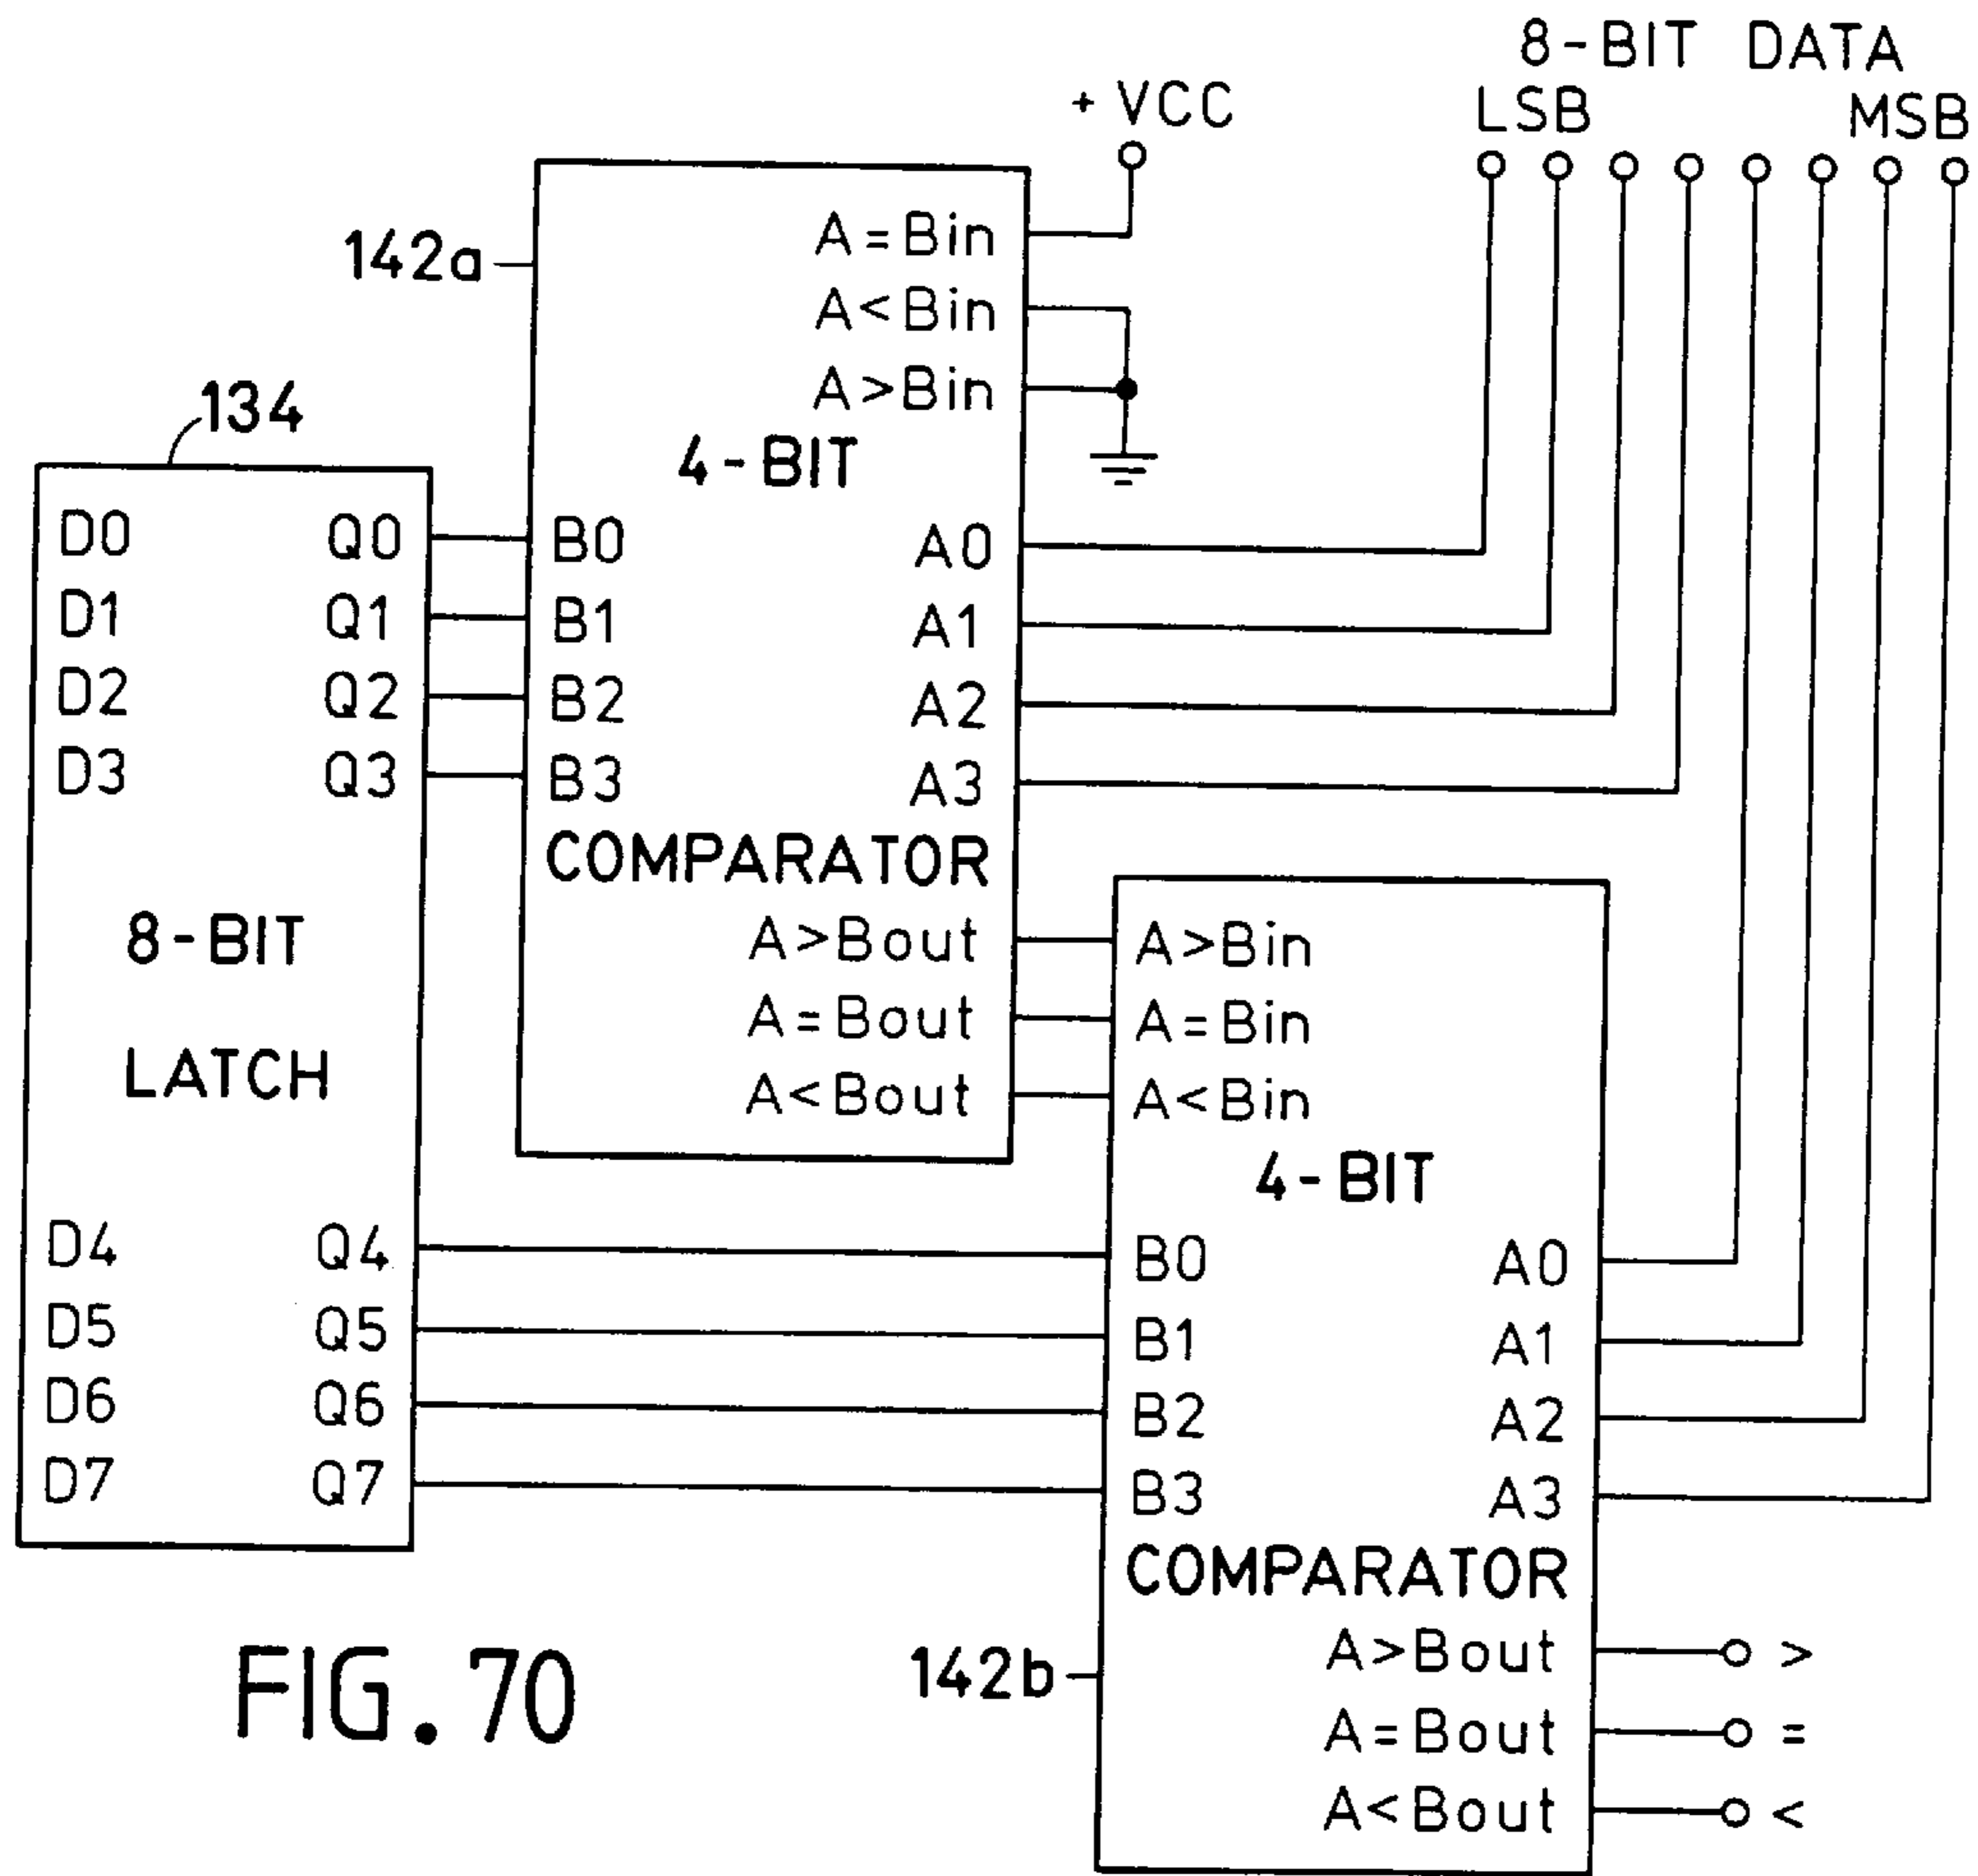 8-BIT DATA
LSB MSB
+VCC
142a
A=Bin
A<Bin
A>Bin
4-BIT
134
D0 Q0 B0 A0
D1 Q1 B1 A1
D2 Q2 B2 A2
D3 Q3 B3 A3
COMPARATOR
8-BIT
LATCH
A>Bout A>Bin
A=Bout A=Bin
A<Bout A<Bin
4-BIT
D4 Q4 B0 A0
D5 Q5 B1 A1
D6 Q6 B2 A2
D7 Q7 B3 A3
COMPARATOR
142b
A>Bout >
A=Bout =
A<Bout <
FIG.70